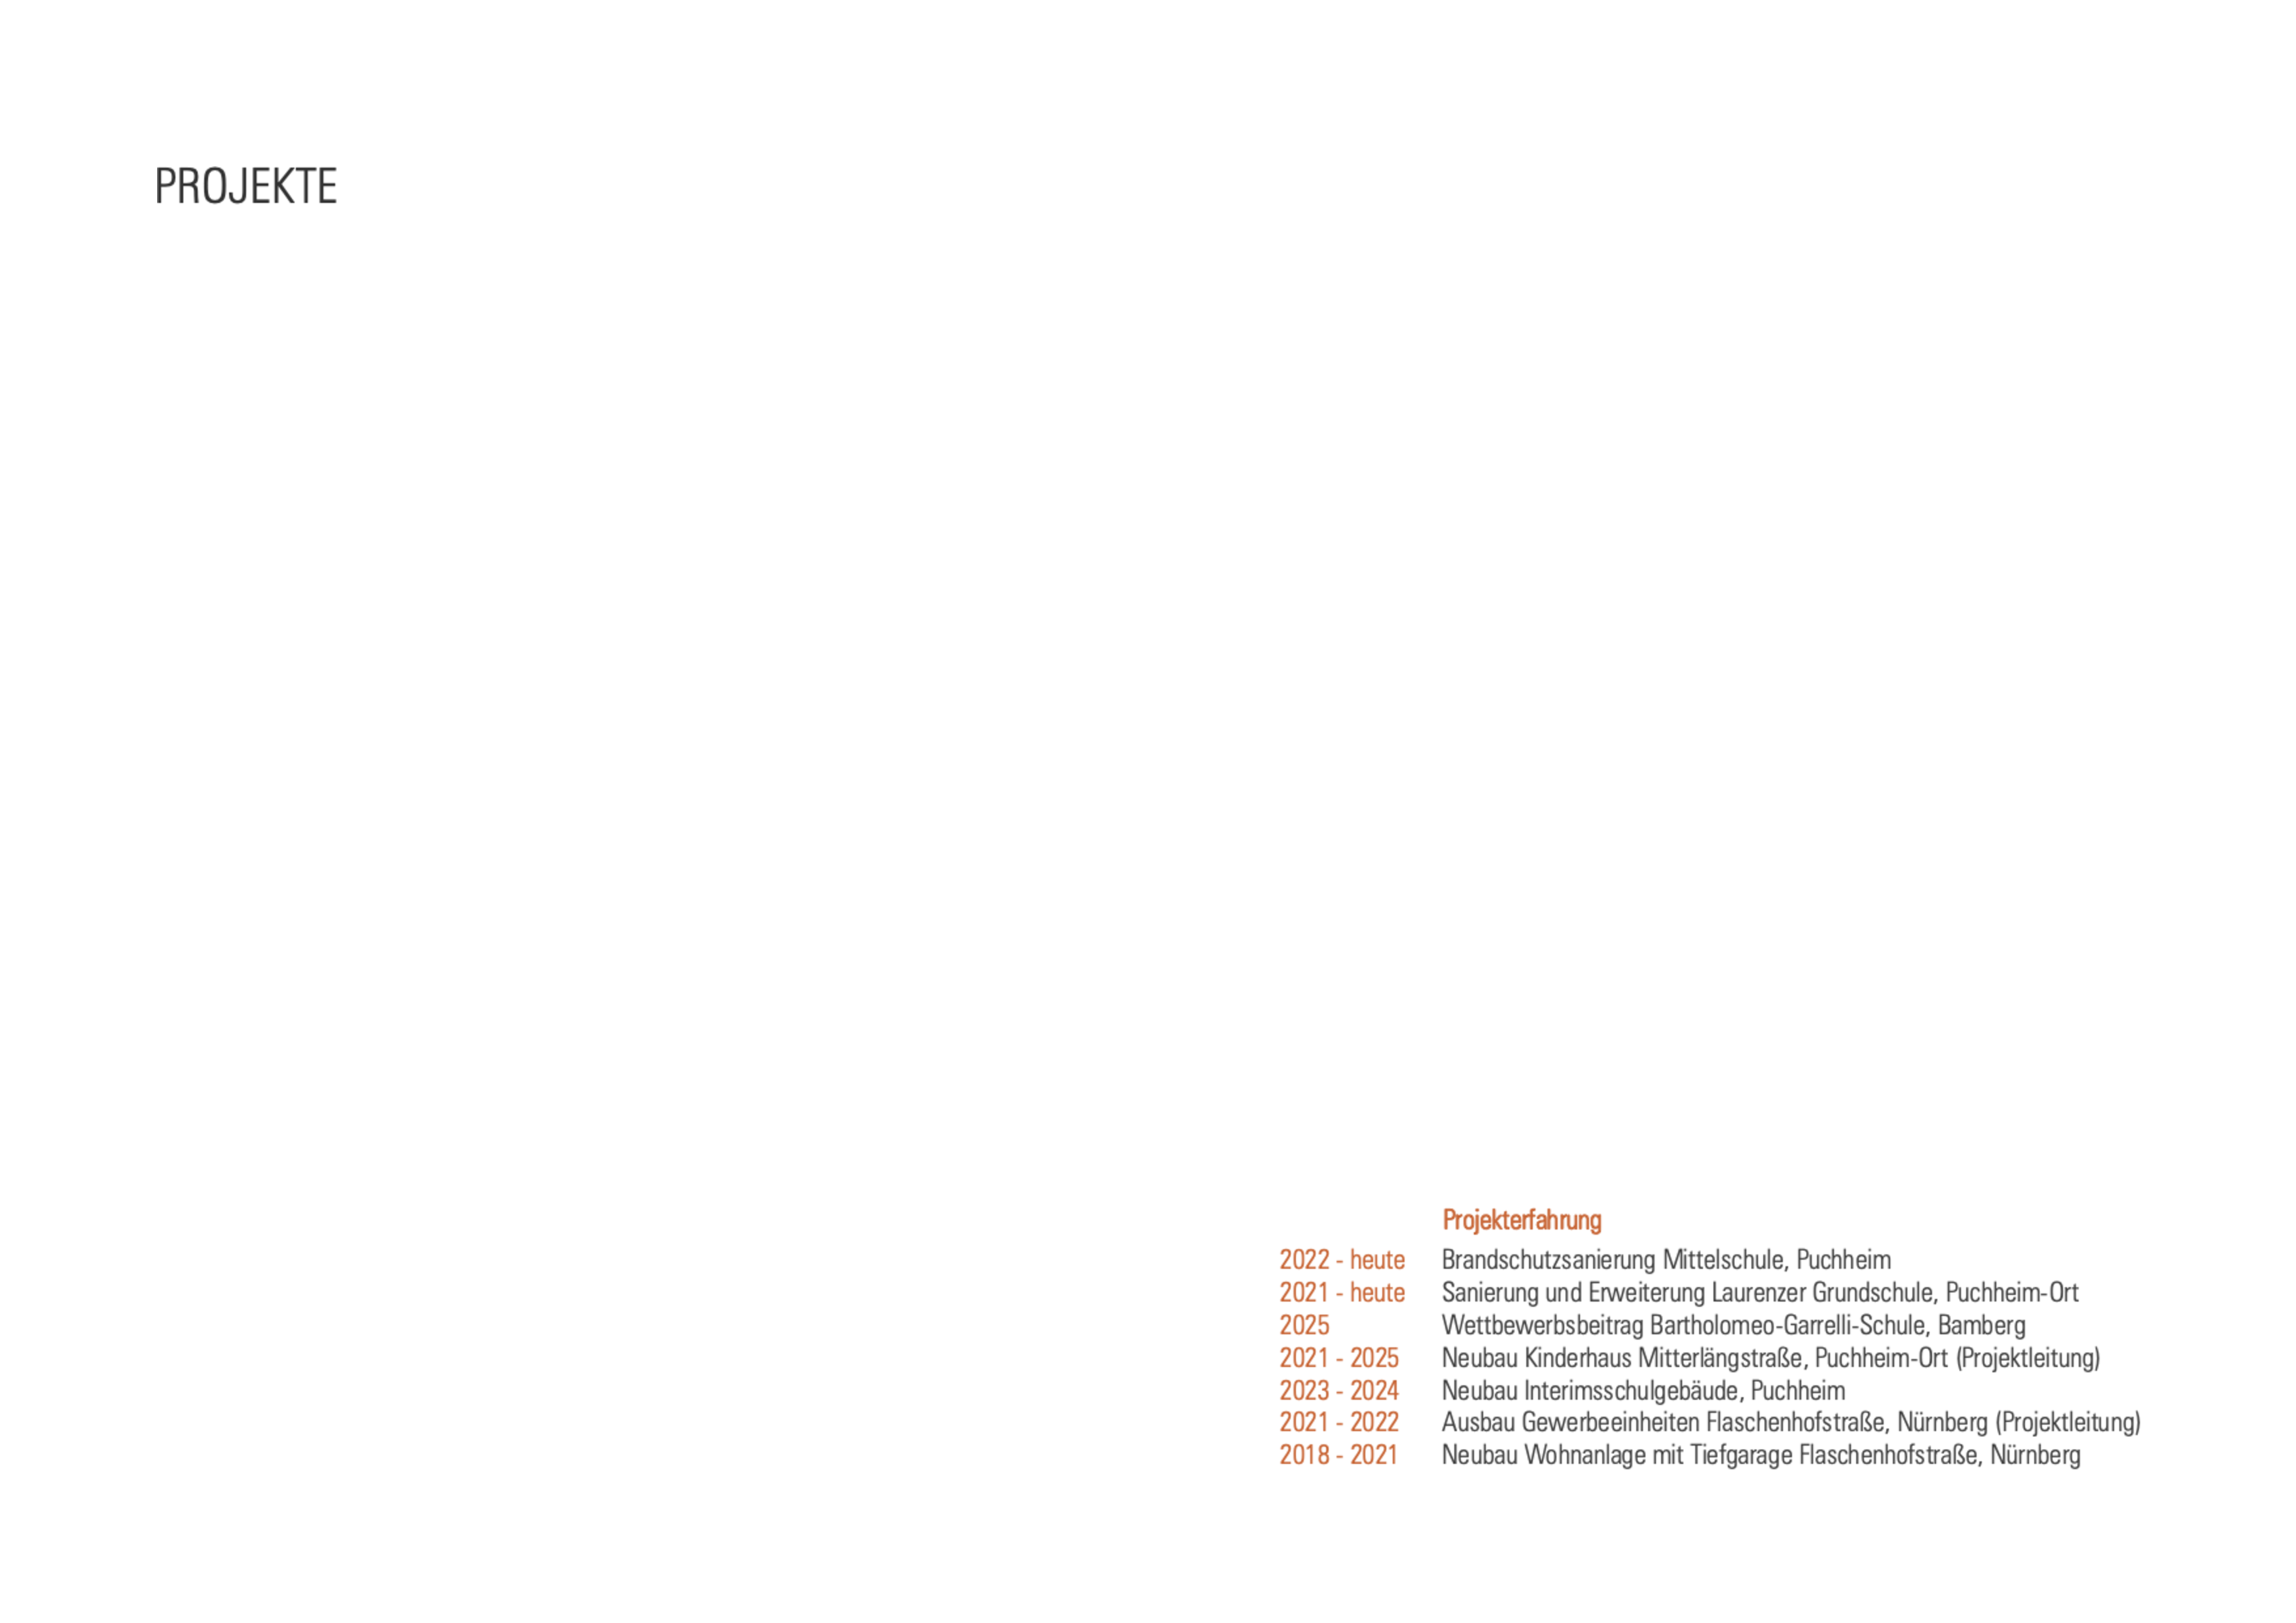 PROJEKTE
Projekterfahrung
2022 - heute Brandschutzsanierung Mittelschule, Puchheim
2021 - heute Sanierung und Erweiterung Laurenzer Grundschule, Puchheim-Ort
2025 Wettbewerbsbeitrag Bartholomeo-Garrelli-Schule, Bamberg
2021 - 2025 Neubau Kinderhaus Mitterlängstraße, Puchheim-Ort (Projektleitung)
2023 - 2024 Neubau Interimsschulgebäude, Puchheim
2021 - 2022 Ausbau Gewerbeeinheiten Flaschenhofstraße, Nürnberg (Projektleitung)
2018 - 2021 Neubau Wohnanlage mit Tiefgarage Flaschenhofstraße, Nürnberg